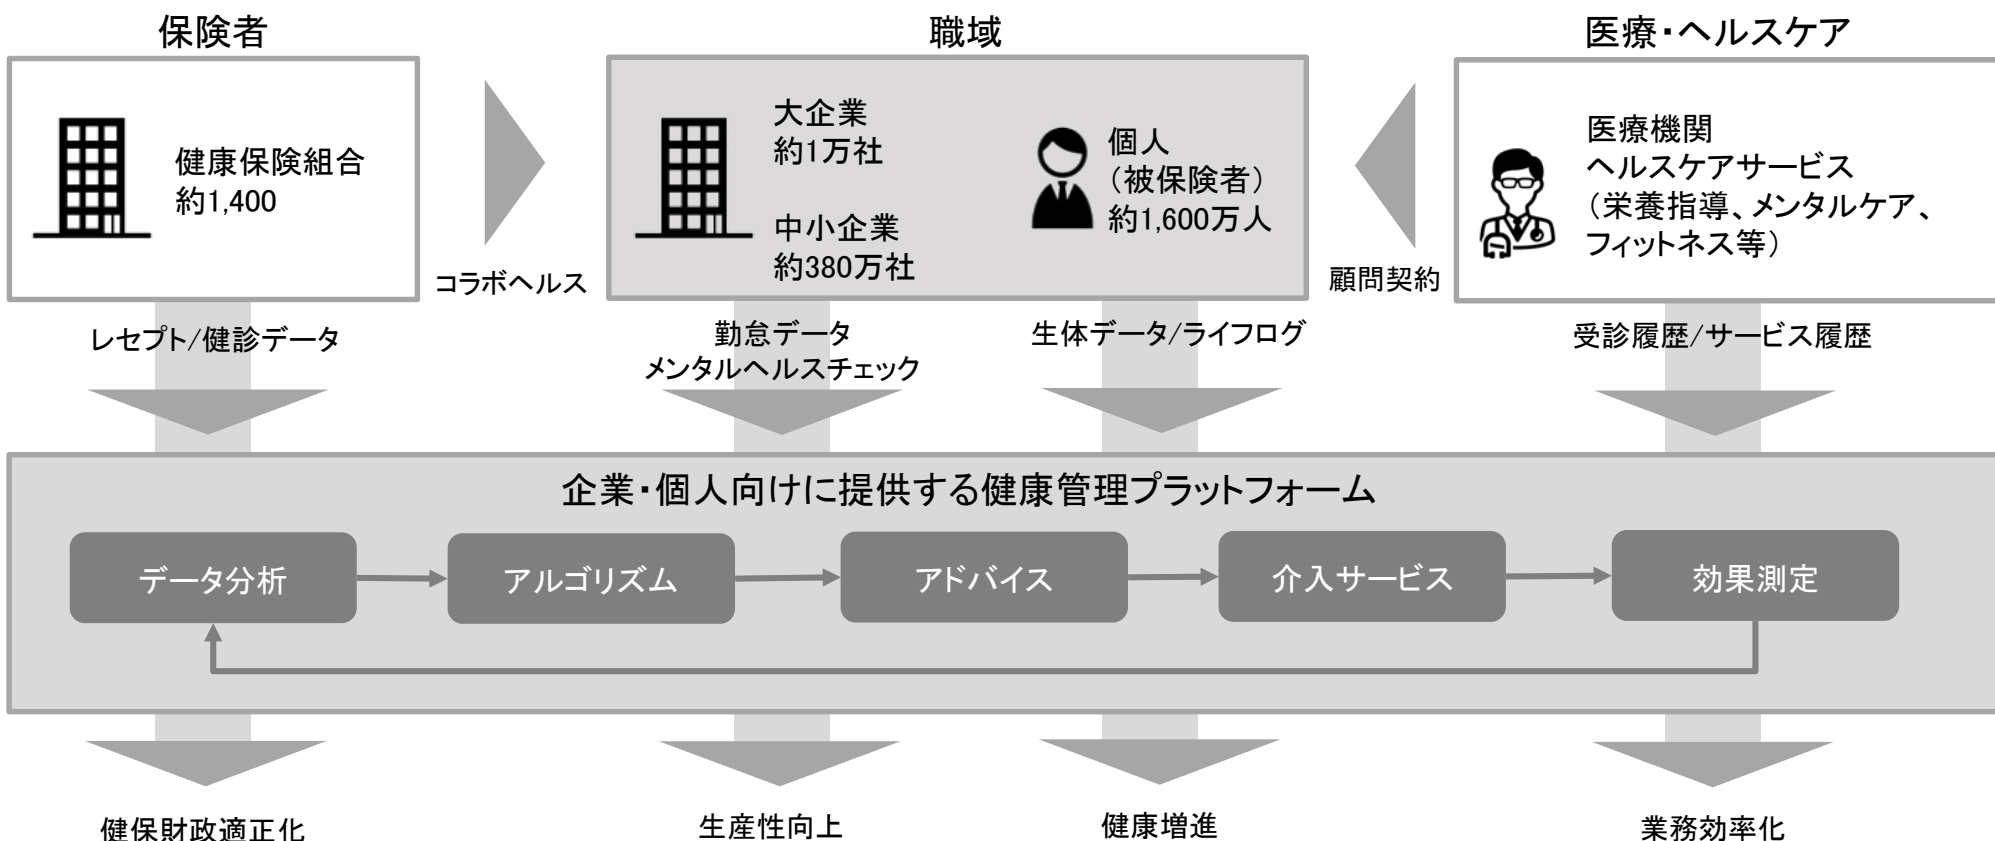 保険者
職域
医療・ヘルスケア
健康保険組合
約1,400
大企業
約1万社
中小企業
約380万社
個人
（被保険者）
約1,600万人
医療機関
ヘルスケアサービス
（栄養指導、メンタルケア、
フィットネス等）
コラボヘルス
顧問契約
レセプト/健診データ
勤怠データ
メンタルヘルスチェック
生体データ/ライフログ
受診履歴/サービス履歴
企業・個人向けに提供する健康管理プラットフォーム
データ分析
アルゴリズム
アドバイス
介入サービス
効果測定
健保財政適正化
生産性向上
健康増進
業務効率化